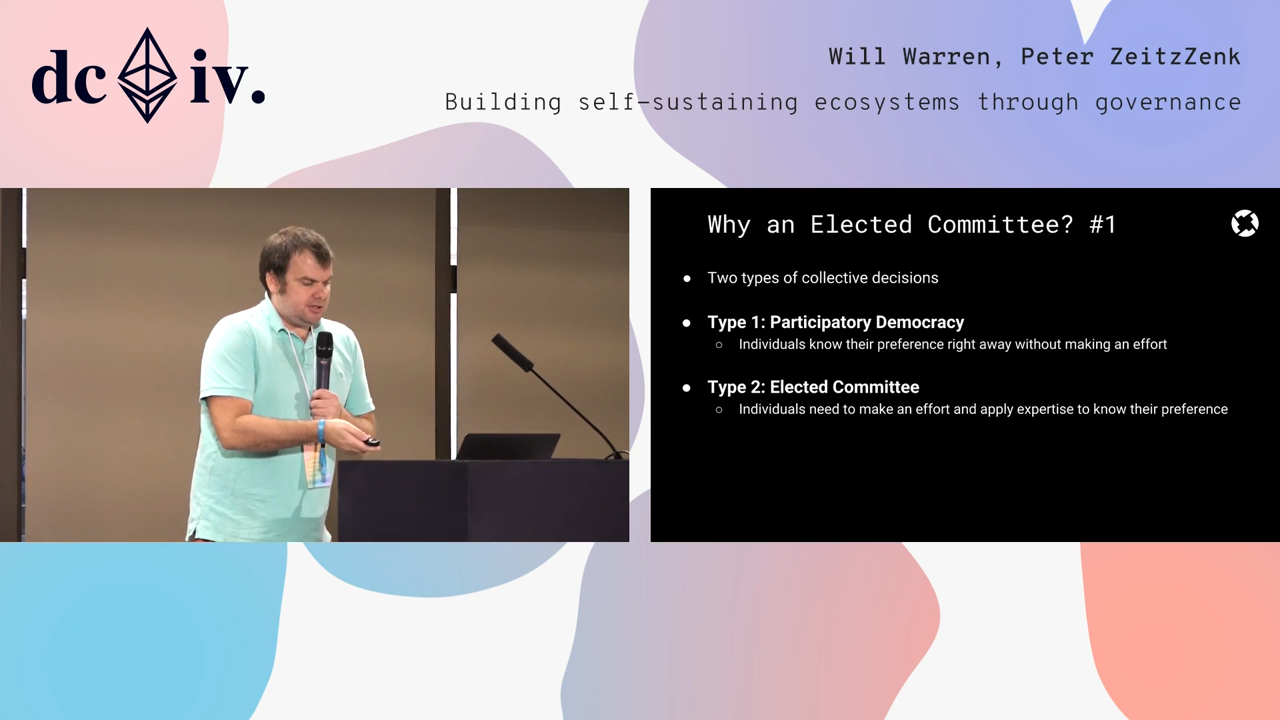 dc iv.
Will Warren, Peter ZeitzZenk
Building self-sustaining ecosystems through governance
Why an Elected Committee? #1
● Two types of collective decisions
● Type 1: Participatory Democracy
○ Individuals know their preference right away without making an effort
● Type 2: Elected Committee
○ Individuals need to make an effort and apply expertise to know their preference